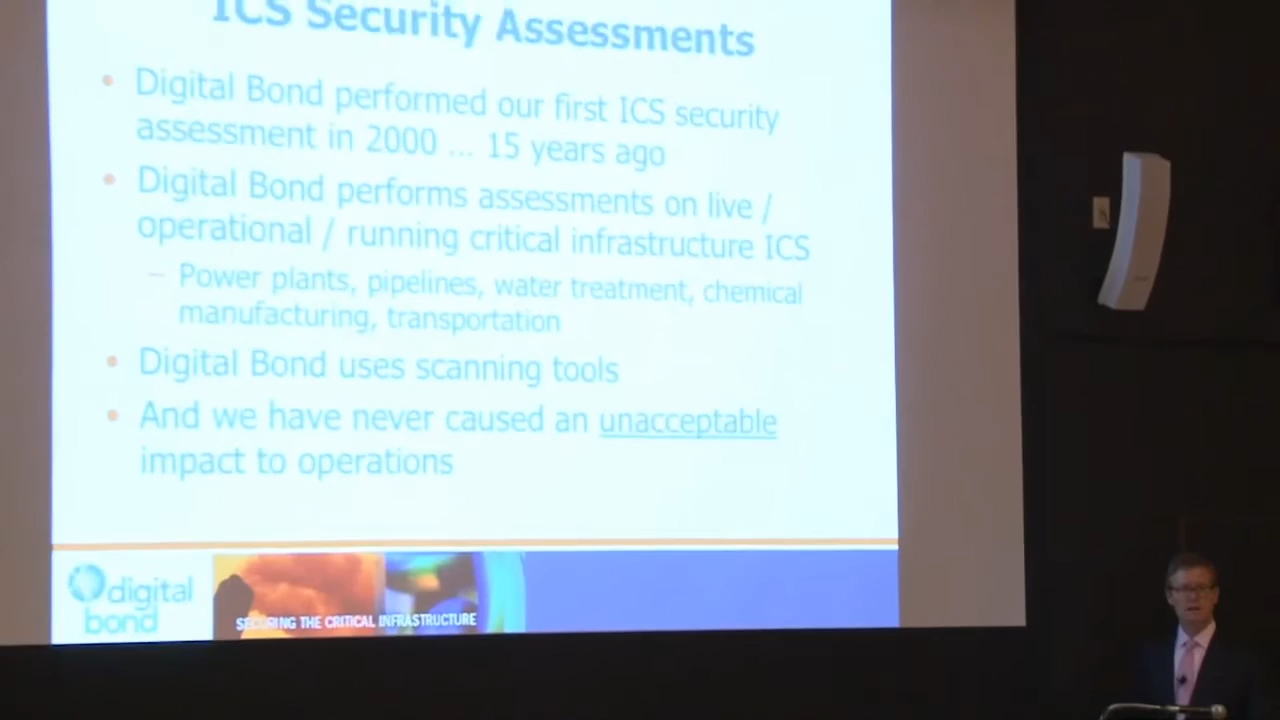 ICS Security Assessments
• Digital Bond performed our first ICS security
assessment in 2000 ... 15 years ago
• Digital Bond performs assessments on live /
operational / running critical infrastructure ICS
– Power plants, pipelines, water treatment, chemical
manufacturing, transportation
• Digital Bond uses scanning tools
• And we have never caused an unacceptable
impact to operations
digital
bond
SECURING THE CRITICAL INFRASTRUCTURE